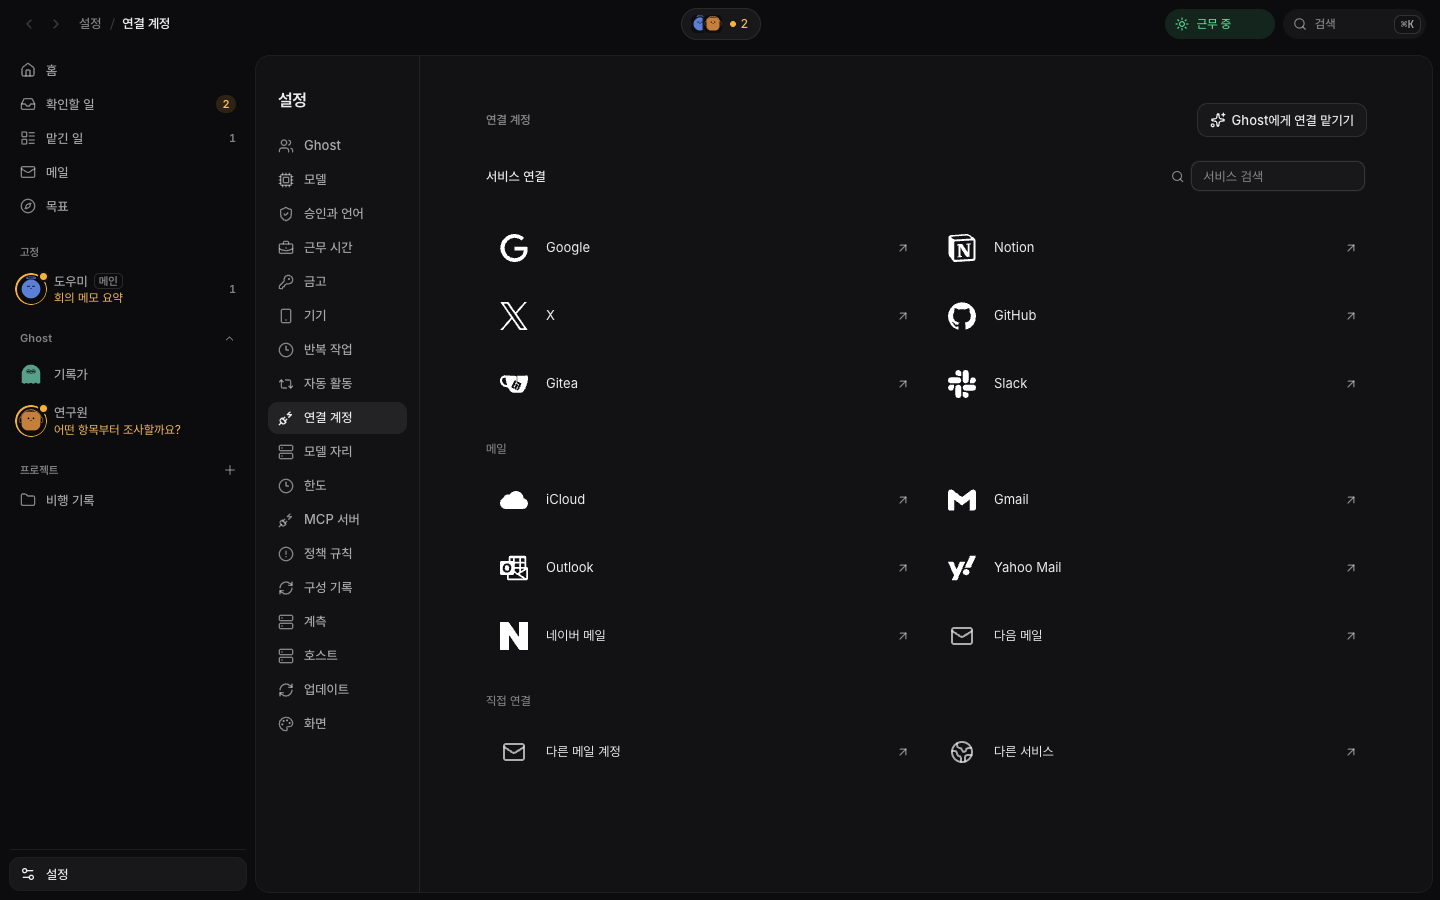 설정 / 연결 계정
2
근무 중
검색
⌘K
홈
확인할 일
2
맡긴 일
1
메일
목표
고정
도우미
메인
회의 메모 요약
1
Ghost
기록가
연구원
어떤 항목부터 조사할까요?
프로젝트
비행 기록
설정
설정
Ghost
모델
승인과 언어
근무 시간
금고
기기
반복 작업
자동 활동
연결 계정
모델 자리
한도
MCP 서버
정책 규칙
구성 기록
계측
호스트
업데이트
화면
연결 계정
Ghost에게 연결 맡기기
서비스 연결
서비스 검색
Google
Notion
X
GitHub
Gitea
Slack
메일
iCloud
Gmail
Outlook
Yahoo Mail
네이버 메일
다음 메일
직접 연결
다른 메일 계정
다른 서비스